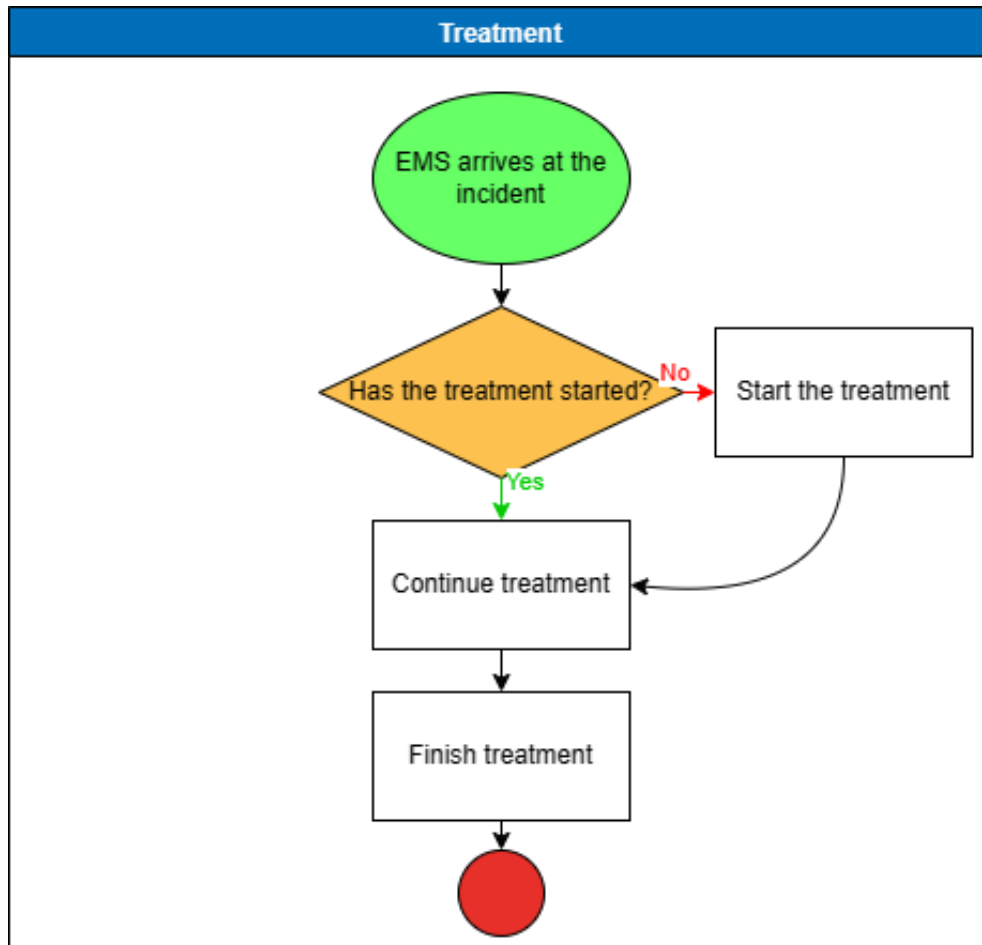 Treatment
EMS arrives at the
incident
Has the treatment started?
No
Start the treatment
Yes
Continue treatment
Finish treatment